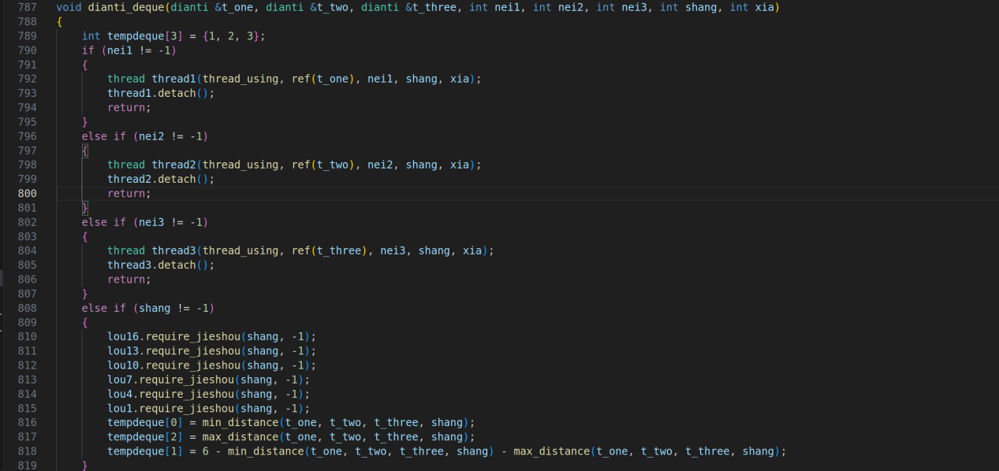 787 void dianti_deque(dianti &t_one, dianti &t_two, dianti &t_three, int nei1, int nei2, int nei3, int shang, int xia)
788 {
789     int tempdeque[3] = {1, 2, 3};
790     if (nei1 != -1)
791     {
792         thread thread1(thread_using, ref(t_one), nei1, shang, xia);
793         thread1.detach();
794         return;
795     }
796     else if (nei2 != -1)
797     {
798         thread thread2(thread_using, ref(t_two), nei2, shang, xia);
799         thread2.detach();
800         return;
801     }
802     else if (nei3 != -1)
803     {
804         thread thread3(thread_using, ref(t_three), nei3, shang, xia);
805         thread3.detach();
806         return;
807     }
808     else if (shang != -1)
809     {
810         lou16.require_jieshou(shang, -1);
811         lou13.require_jieshou(shang, -1);
812         lou10.require_jieshou(shang, -1);
813         lou7.require_jieshou(shang, -1);
814         lou4.require_jieshou(shang, -1);
815         lou1.require_jieshou(shang, -1);
816         tempdeque[0] = min_distance(t_one, t_two, t_three, shang);
817         tempdeque[2] = max_distance(t_one, t_two, t_three, shang);
818         tempdeque[1] = 6 - min_distance(t_one, t_two, t_three, shang) - max_distance(t_one, t_two, t_three, shang);
819     }